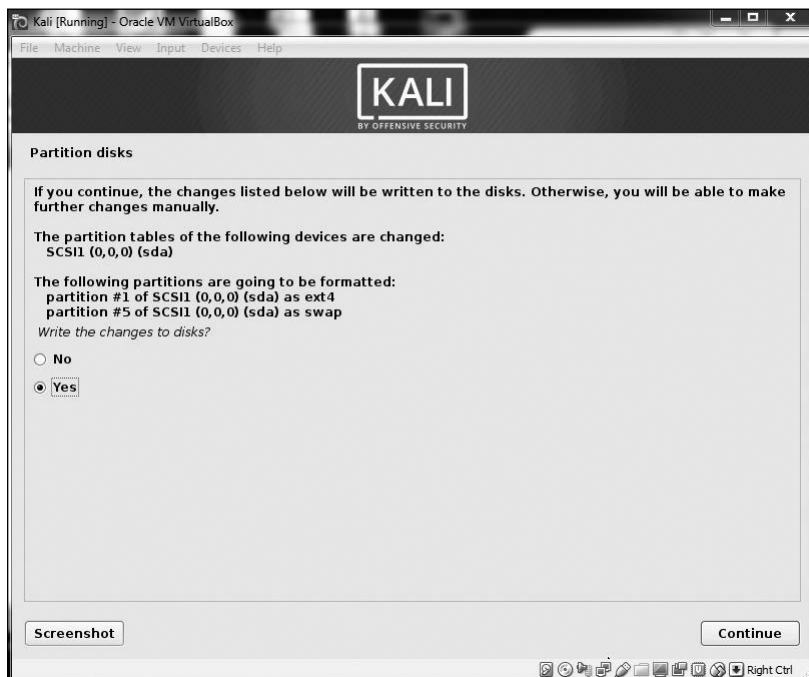 Kali [Running] - Oracle VM VirtualBox
File Machine View Input Devices Help
KALI
BY OFFENSIVE SECURITY
Partition disks
If you continue, the changes listed below will be written to the disks. Otherwise, you will be able to make
further changes manually.
The partition tables of the following devices are changed:
SCSI1 (0,0,0) (sda)
The following partitions are going to be formatted:
partition #1 of SCSI1 (0,0,0) (sda) as ext4
partition #5 of SCSI1 (0,0,0) (sda) as swap
Write the changes to disks?
No
Yes
Screenshot
Continue
Right Ctrl